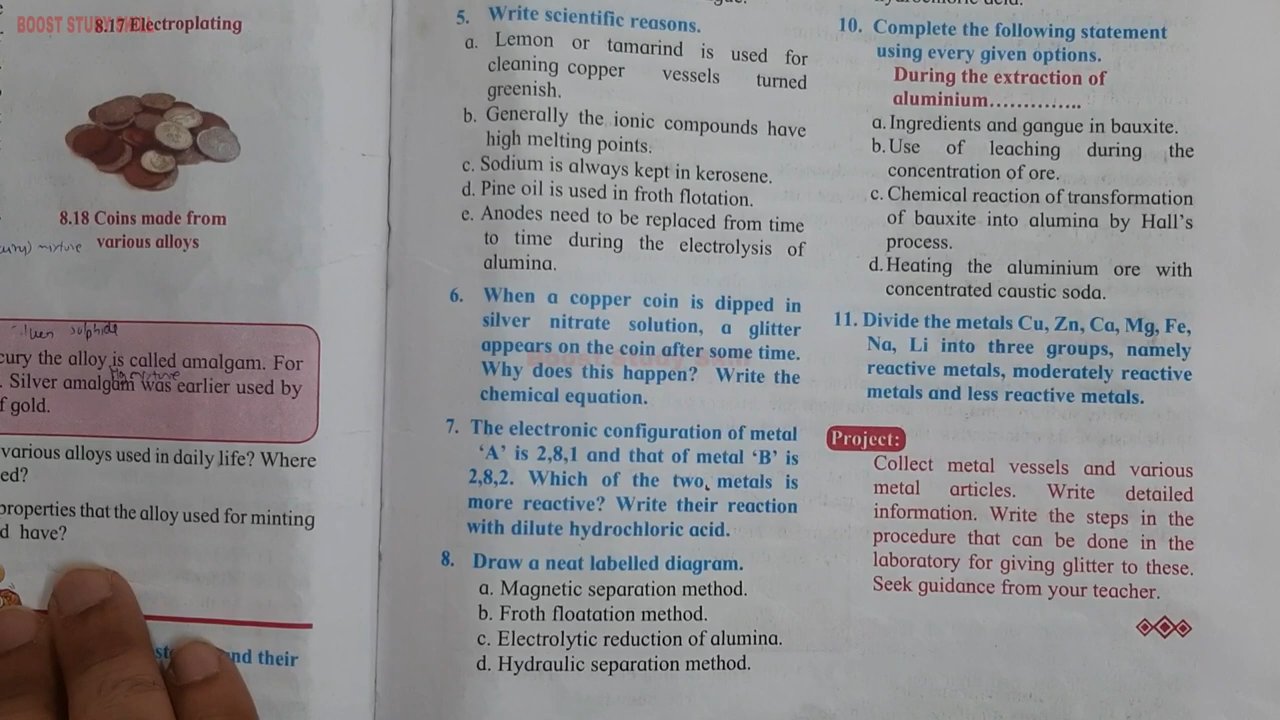 BOOST STUDY
8.17 Electroplating
8.18 Coins made from
mixture various alloys
sulphide
cury the alloy is called amalgam. For
mixture
. Silver amalgam was earlier used by
f gold.
various alloys used in daily life? Where
ed?
properties that the alloy used for minting
d have?
nd their
5. Write scientific reasons.
a. Lemon or tamarind is used for
cleaning copper vessels turned
greenish.
b. Generally the ionic compounds have
high melting points.
c. Sodium is always kept in kerosene.
d. Pine oil is used in froth flotation.
e. Anodes need to be replaced from time
to time during the electrolysis of
alumina.
6. When a copper coin is dipped in
silver nitrate solution, a glitter
appears on the coin after some time.
Why does this happen? Write the
chemical equation.
7. The electronic configuration of metal
‘A’ is 2,8,1 and that of metal ‘B’ is
2,8,2. Which of the two metals is
more reactive? Write their reaction
with dilute hydrochloric acid.
8. Draw a neat labelled diagram.
a. Magnetic separation method.
b. Froth floatation method.
c. Electrolytic reduction of alumina.
d. Hydraulic separation method.
10. Complete the following statement
using every given options.
During the extraction of
aluminium..............
a. Ingredients and gangue in bauxite.
b. Use of leaching during the
concentration of ore.
c. Chemical reaction of transformation
of bauxite into alumina by Hall’s
process.
d. Heating the aluminium ore with
concentrated caustic soda.
11. Divide the metals Cu, Zn, Ca, Mg, Fe,
Na, Li into three groups, namely
reactive metals, moderately reactive
metals and less reactive metals.
Project:
Collect metal vessels and various
metal articles. Write detailed
information. Write the steps in the
procedure that can be done in the
laboratory for giving glitter to these.
Seek guidance from your teacher.